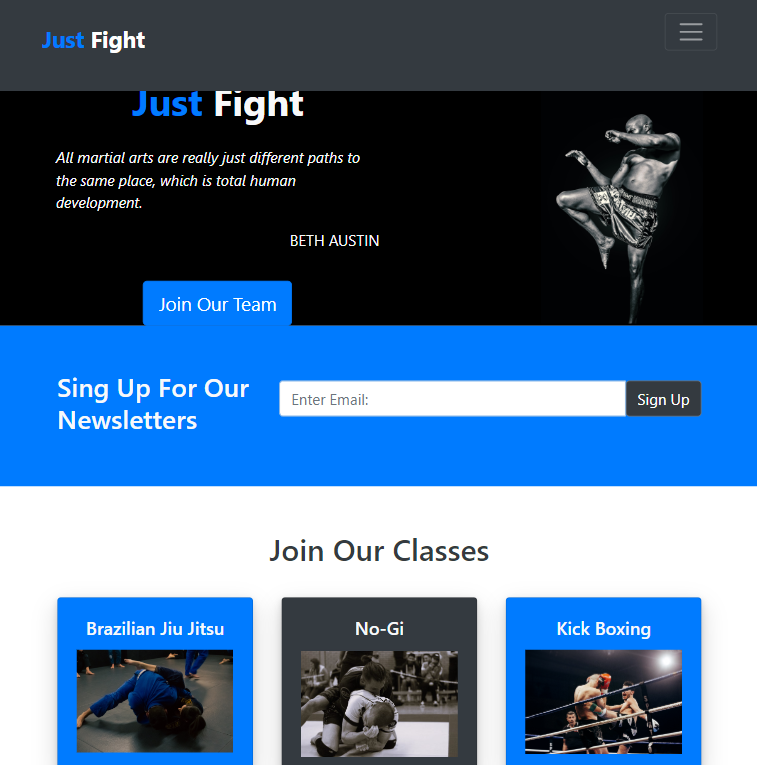 Just Fight
Just Fight
All martial arts are really just different paths to
the same place, which is total human
development.
BETH AUSTIN
Join Our Team
Sing Up For Our
Newsletters
Enter Email:
Sign Up
Join Our Classes
Brazilian Jiu Jitsu
No-Gi
Kick Boxing